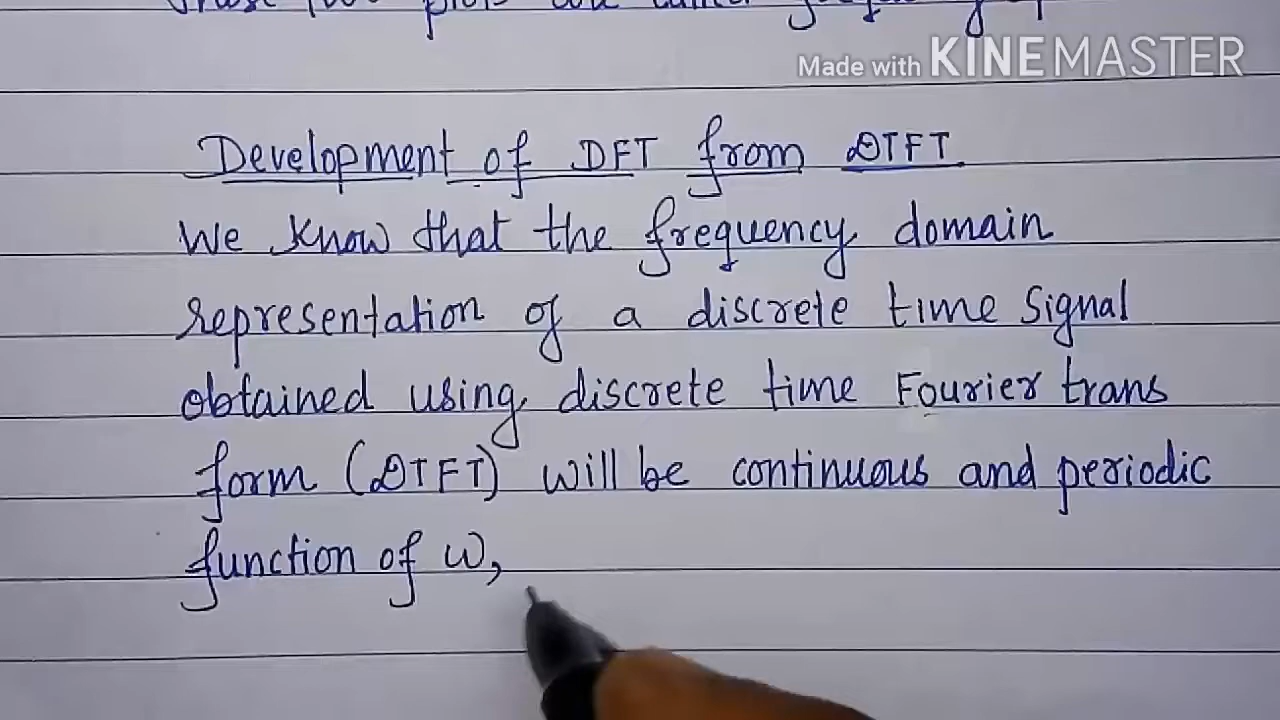 Made with KINEMASTER
Development of DFT from DTFT
We know that the frequency domain
representation of a discrete time signal
obtained using discrete time Fourier trans
form (DTFT) will be continuous and periodic
function of ω,